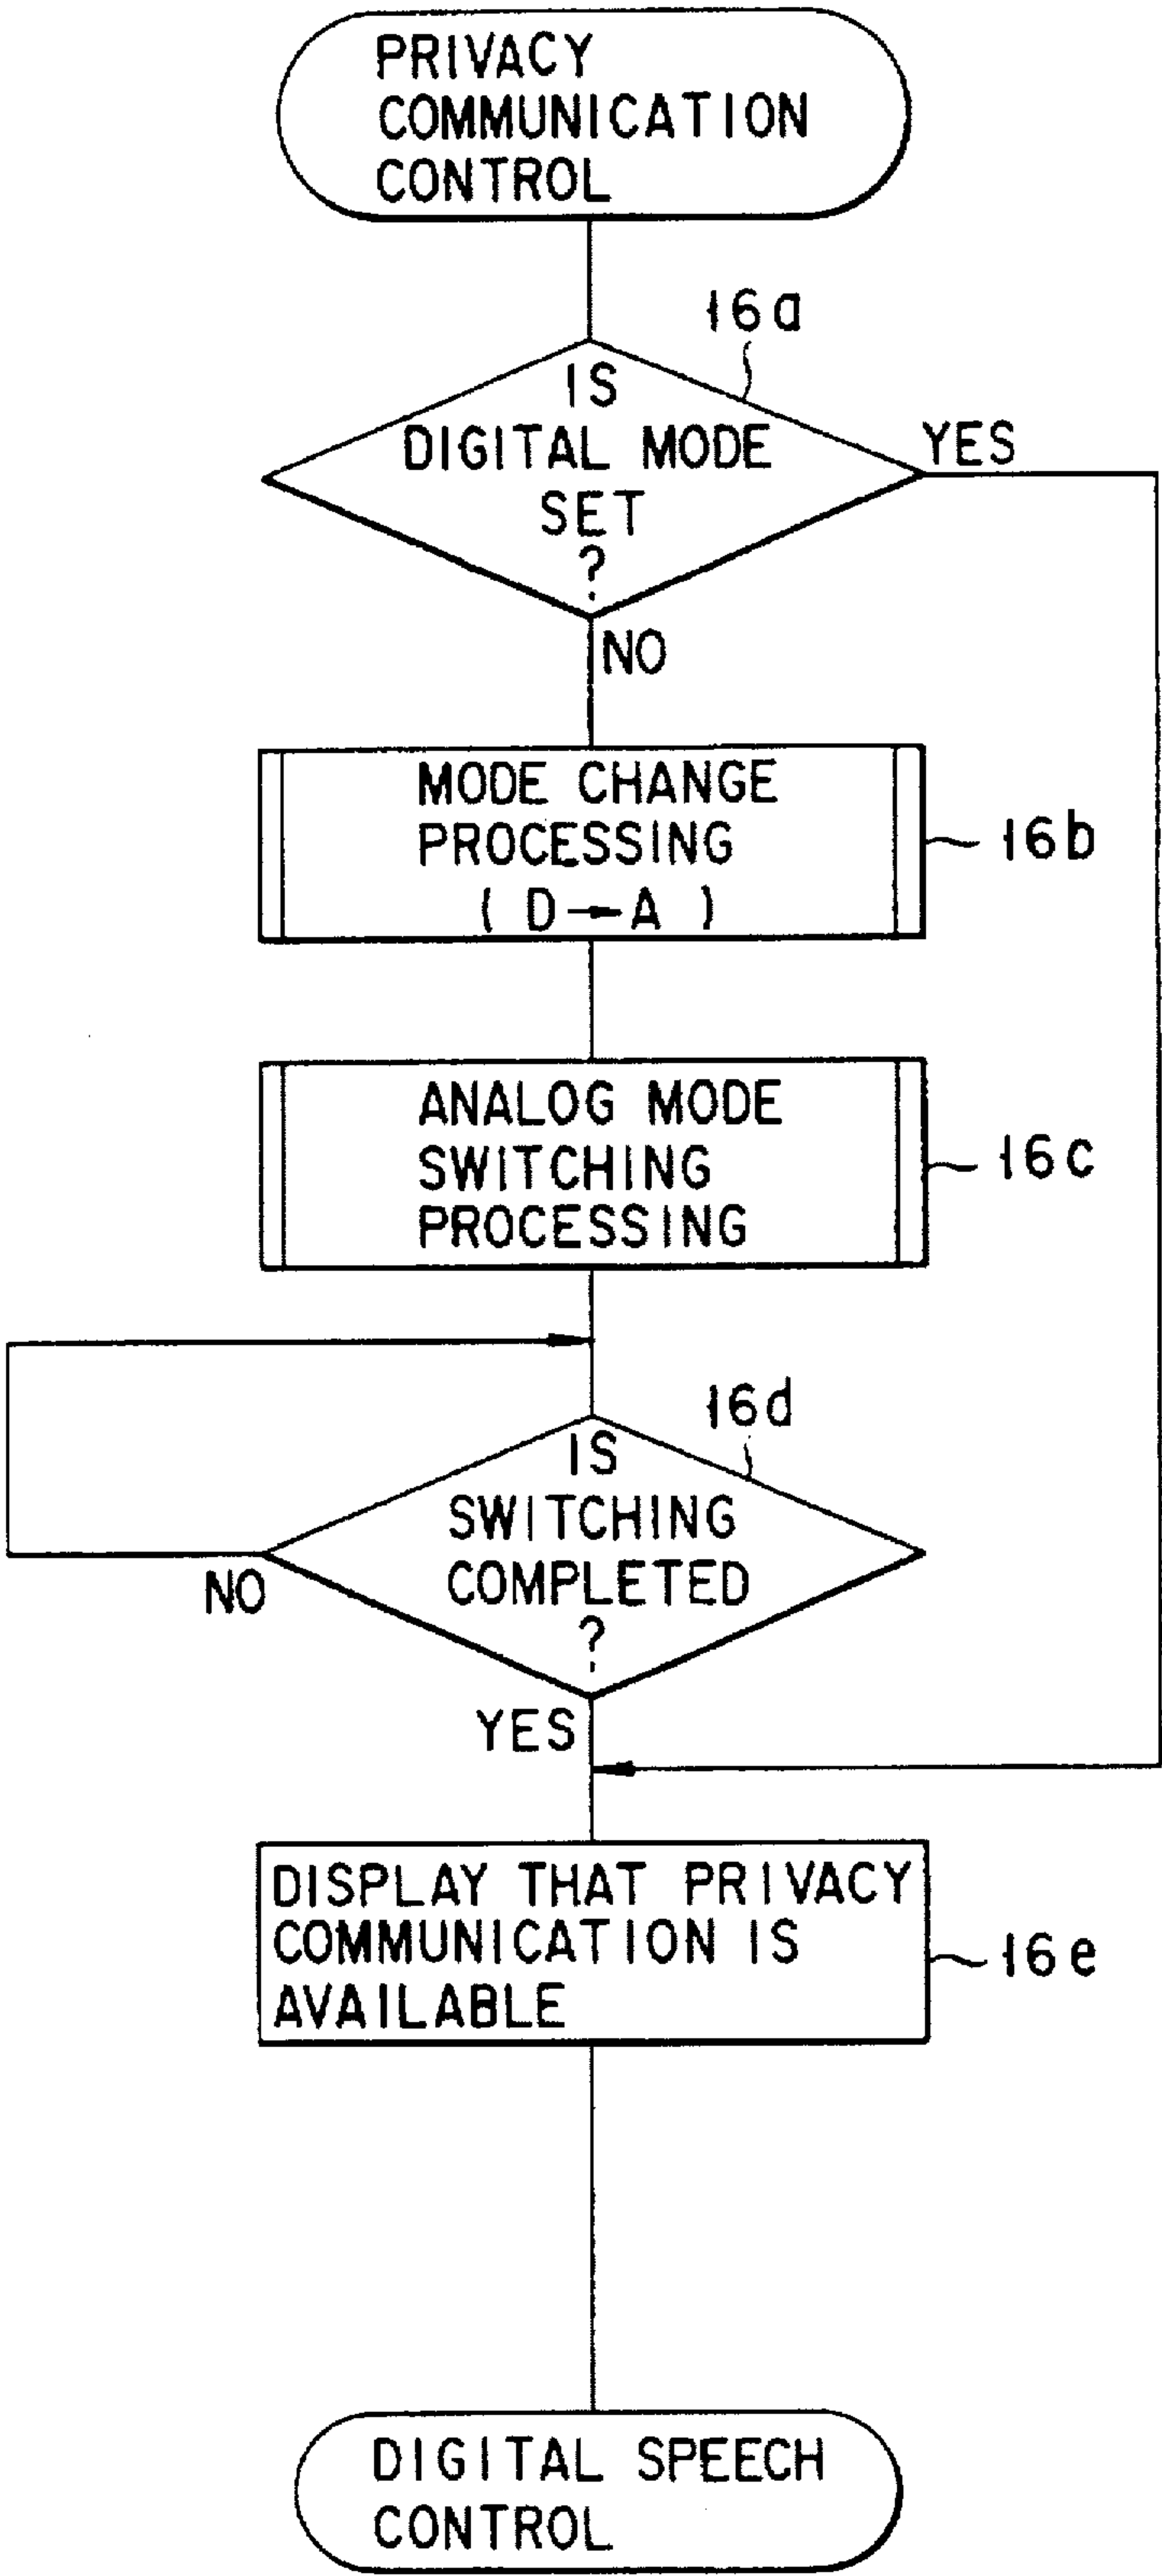 PRIVACY
COMMUNICATION
CONTROL
16a
IS
DIGITAL MODE
SET
?
YES
NO
MODE CHANGE
PROCESSING
( D → A )
16b
ANALOG MODE
SWITCHING
PROCESSING
16c
16d
IS
SWITCHING
COMPLETED
?
NO
YES
DISPLAY THAT PRIVACY
COMMUNICATION IS
AVAILABLE
16e
DIGITAL SPEECH
CONTROL